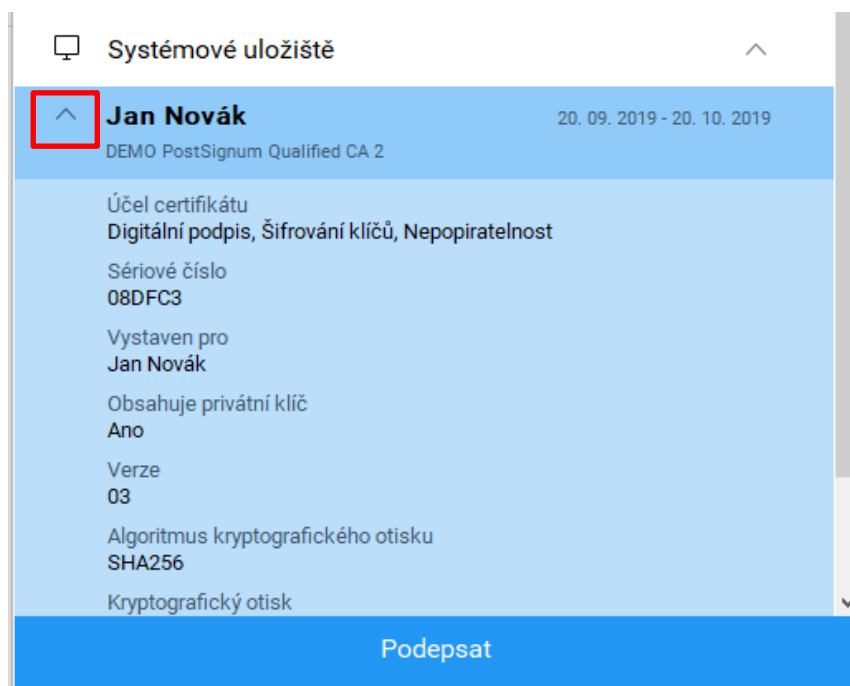 Systémové uložiště
Jan Novák 20. 09. 2019 - 20. 10. 2019
DEMO PostSignum Qualified CA 2
Účel certifikátu
Digitální podpis, Šifrování klíčů, Nepopiratelnost
Sériové číslo
08DFC3
Vystaven pro
Jan Novák
Obsahuje privátní klíč
Ano
Verze
03
Algoritmus kryptografického otisku
SHA256
Kryptografický otisk
Podepsat